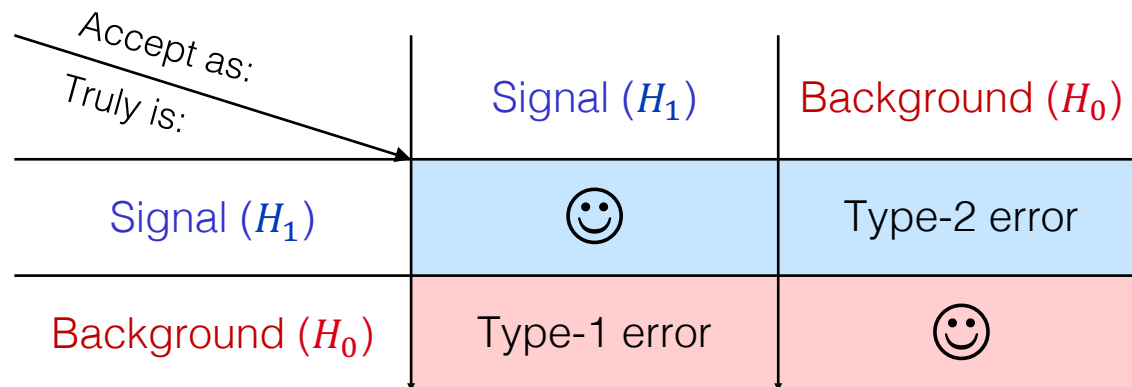 Accept as:
Truly is:
Signal (H₁)
Background (H₀)
Signal (H₁)
Type-2 error
Background (H₀)
Type-1 error